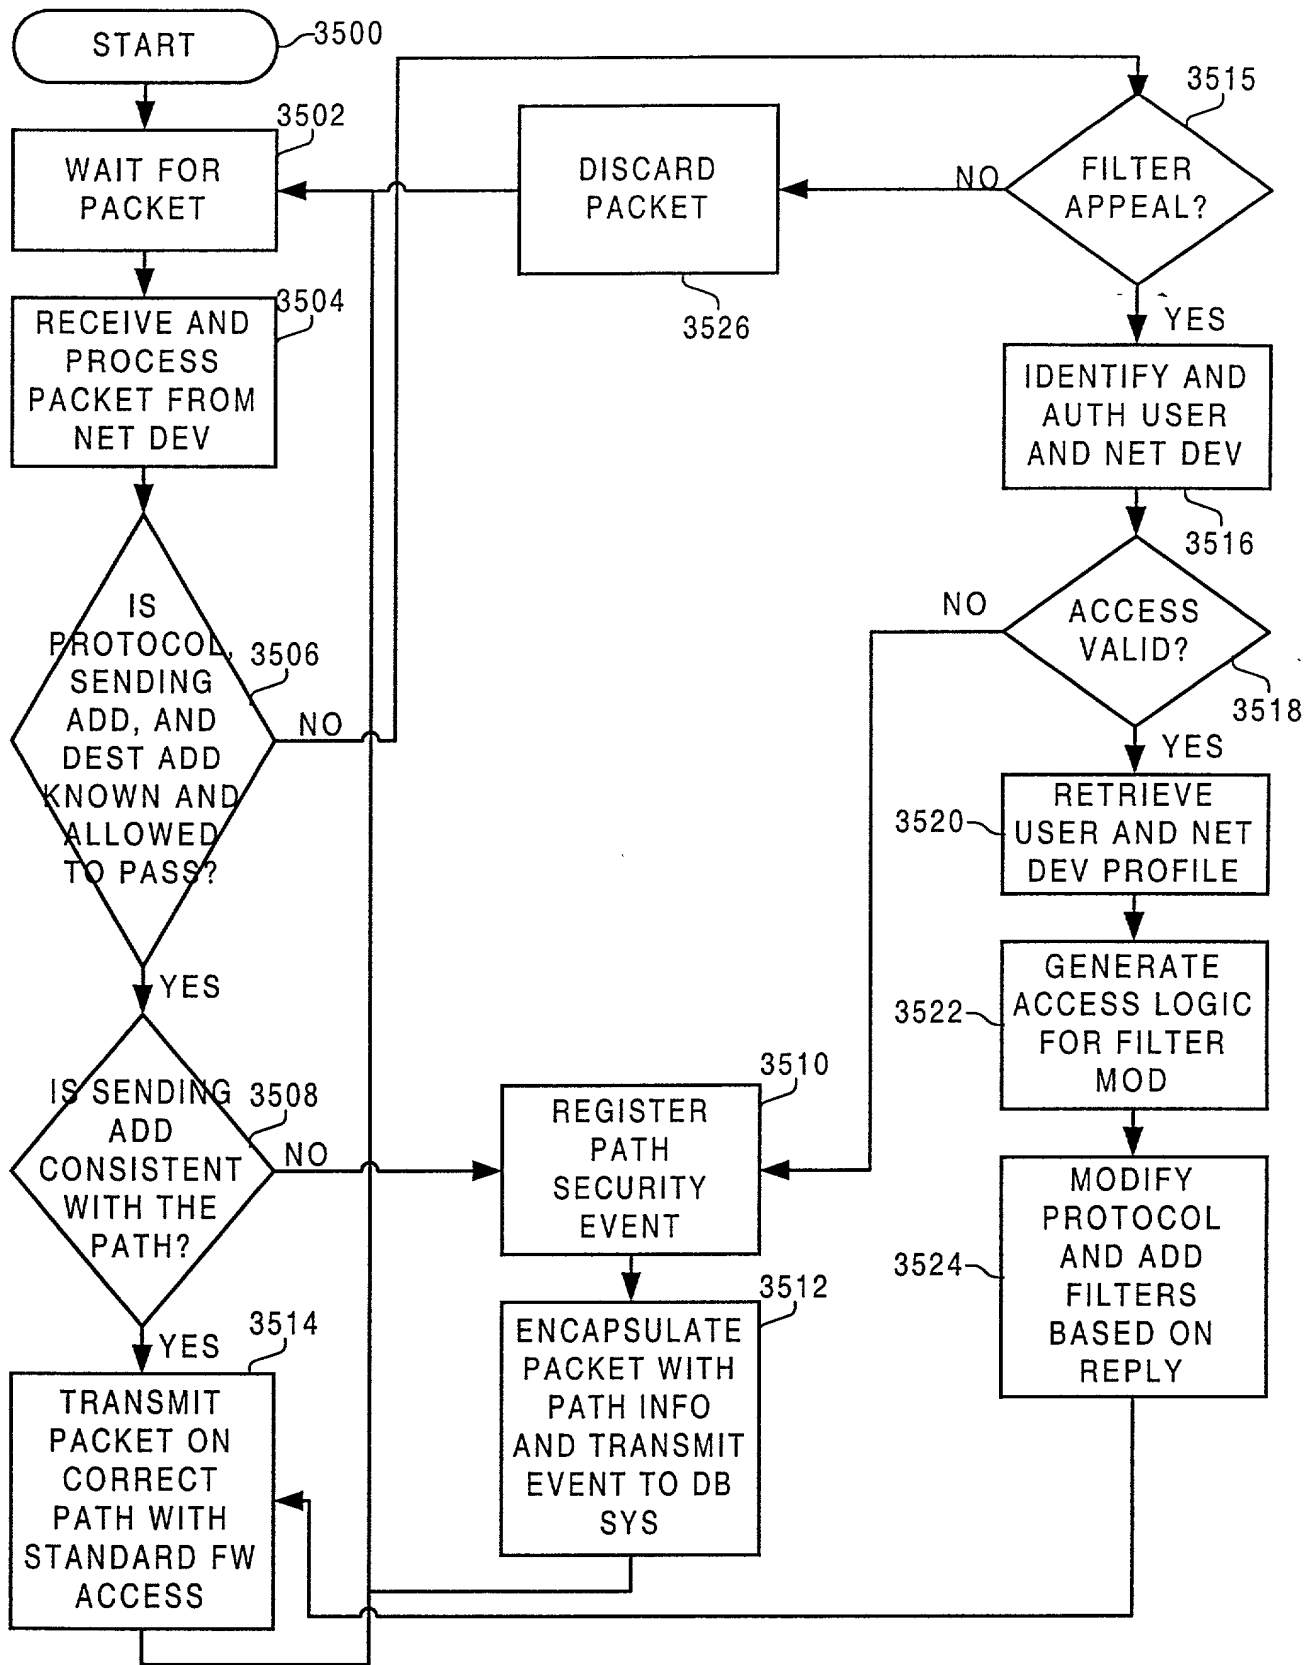 START
3500
3502
WAIT FOR
PACKET
3504
RECEIVE AND
PROCESS
PACKET FROM
NET DEV
IS
PROTOCOL,
SENDING
ADD, AND
DEST ADD
KNOWN AND
ALLOWED
TO PASS?
3506
NO
YES
IS SENDING
ADD
CONSISTENT
WITH THE
PATH?
3508
NO
YES
3514
TRANSMIT
PACKET ON
CORRECT
PATH WITH
STANDARD FW
ACCESS
DISCARD
PACKET
3526
3510
REGISTER
PATH
SECURITY
EVENT
3512
ENCAPSULATE
PACKET WITH
PATH INFO
AND TRANSMIT
EVENT TO DB
SYS
3515
FILTER
APPEAL?
NO
YES
IDENTIFY AND
AUTH USER
AND NET DEV
3516
ACCESS
VALID?
NO
3518
YES
3520
RETRIEVE
USER AND NET
DEV PROFILE
3522
GENERATE
ACCESS LOGIC
FOR FILTER
MOD
3524
MODIFY
PROTOCOL
AND ADD
FILTERS
BASED ON
REPLY